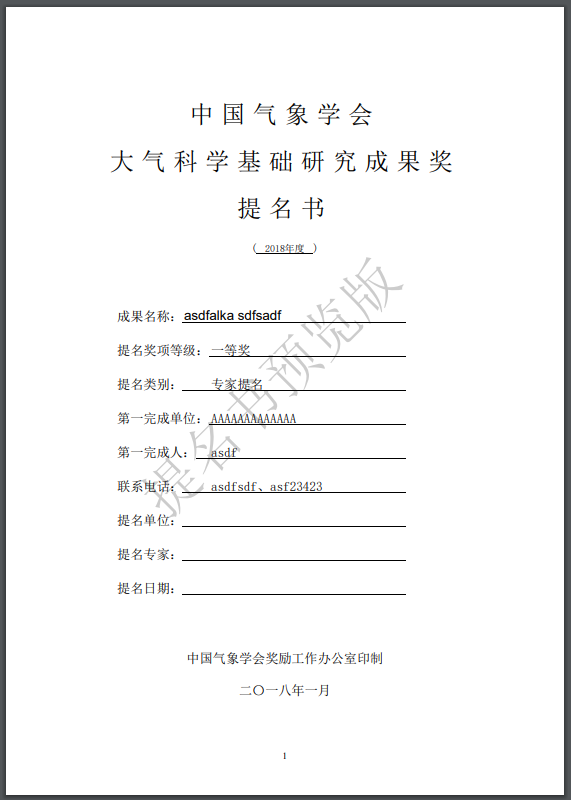 中国气象学会
大气科学基础研究成果奖
提名书
( 2018年度 )
成果名称: asdfalka sdfsadf
提名奖项等级: 一等奖
提名类别: 专家提名
第一完成单位: AAAAAAAAAAAAA
第一完成人: asdf
联系电话: asdfsdf、asf23423
提名单位:
提名专家:
提名日期:
提名书预览版
中国气象学会奖励工作办公室印制
二〇一八年一月
1